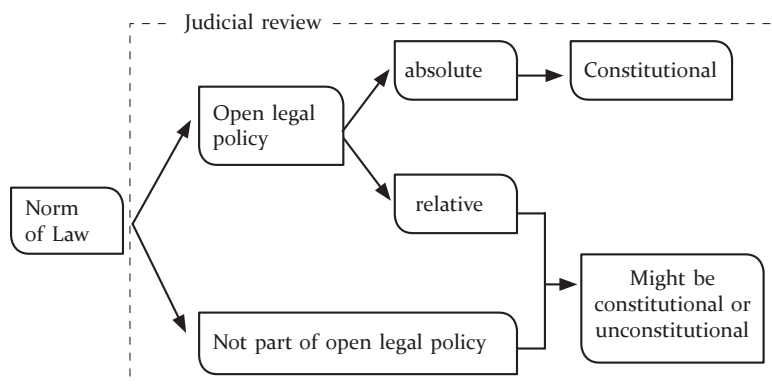 Judicial review
absolute
Constitutional
Open legal
policy
relative
Norm
of Law
Might be
constitutional or
unconstitutional
Not part of open legal policy